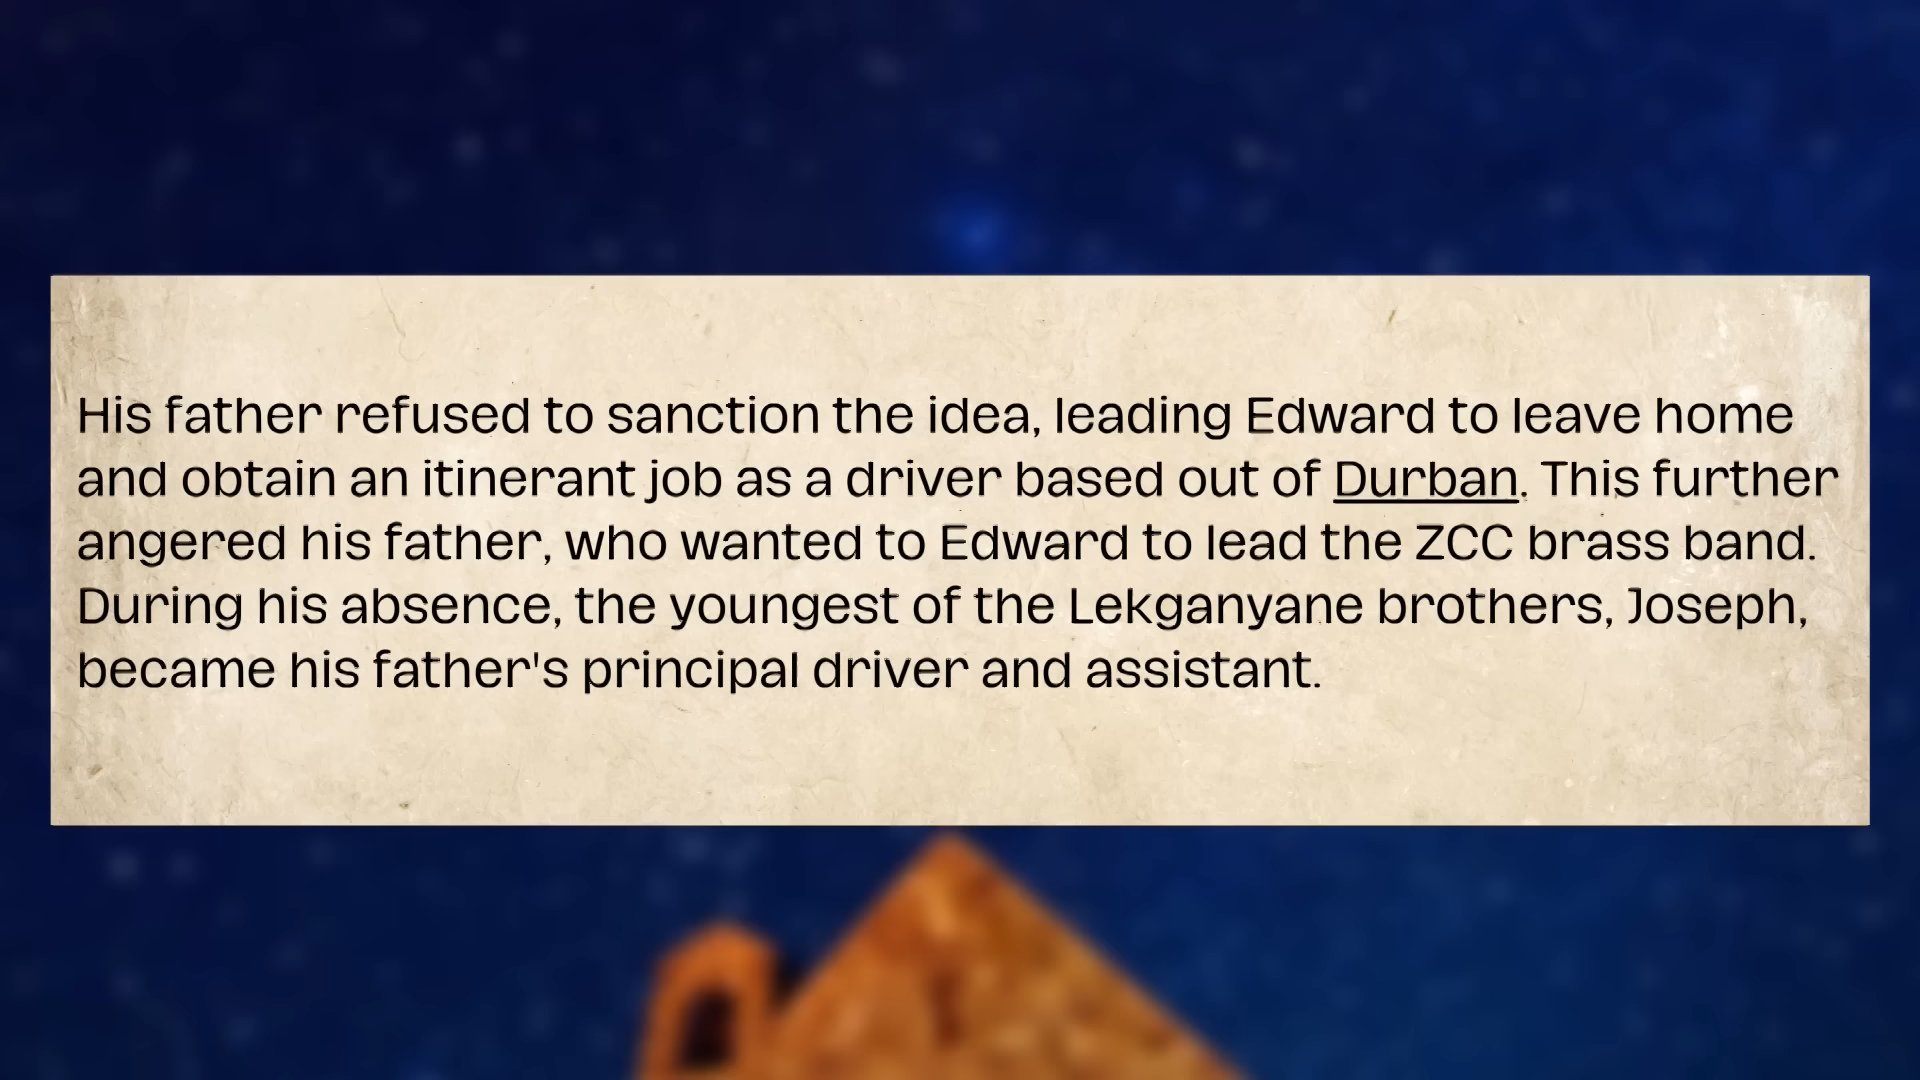 His father refused to sanction the idea, leading Edward to leave home
and obtain an itinerant job as a driver based out of Durban. This further
angered his father, who wanted to Edward to lead the ZCC brass band.
During his absence, the youngest of the Lekganyane brothers, Joseph,
became his father's principal driver and assistant.